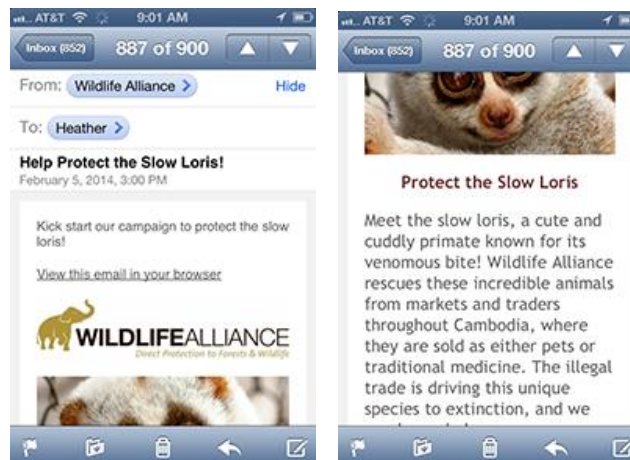 AT&T 9:01 AM
Inbox (852) 887 of 900
From: Wildlife Alliance Hide
To: Heather
Help Protect the Slow Loris!
February 5, 2014, 3:00 PM
Kick start our campaign to protect the slow
loris!
View this email in your browser
WILDLIFEALLIANCE
Direct Protection to Forests & Wildlife
AT&T 9:01 AM
Inbox (852) 887 of 900
Protect the Slow Loris
Meet the slow loris, a cute and
cuddly primate known for its
venomous bite! Wildlife Alliance
rescues these incredible animals
from markets and traders
throughout Cambodia, where
they are sold as either pets or
traditional medicine. The illegal
trade is driving this unique
species to extinction, and we